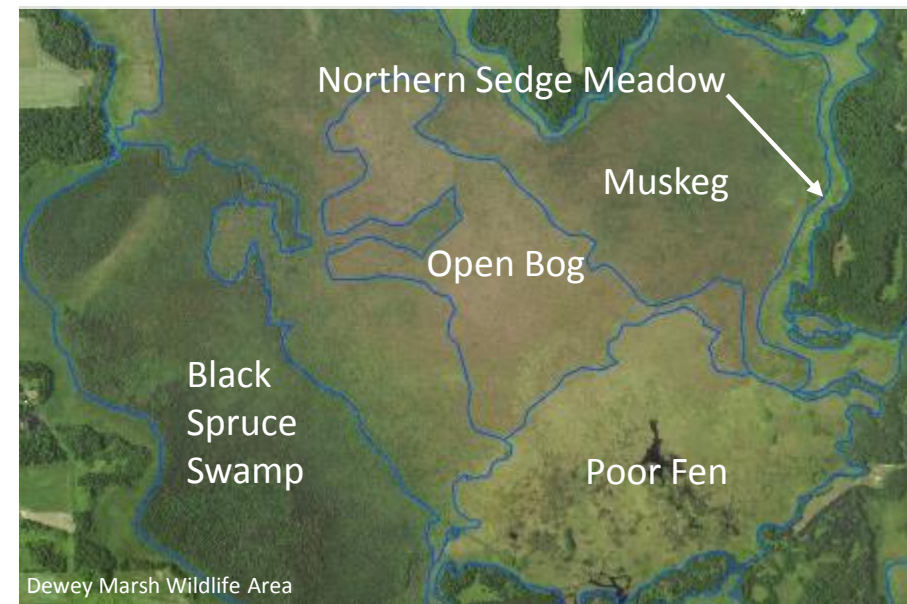 Northern Sedge Meadow
Muskeg
Open Bog
Black
Spruce
Swamp
Poor Fen
Dewey Marsh Wildlife Area